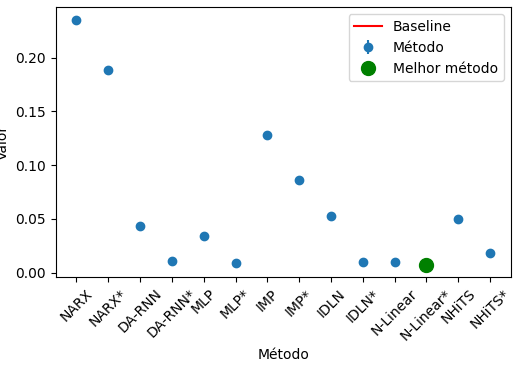 Baseline
Método
Melhor método
0.20
0.15
0.10
0.05
0.00
NARX
NARX*
DA-RNN
DA-RNN*
MLP
MLP*
IMP
IMP*
IDLN
IDLN*
N-Linear
N-Linear*
NHiTS
NHiTS*
Método